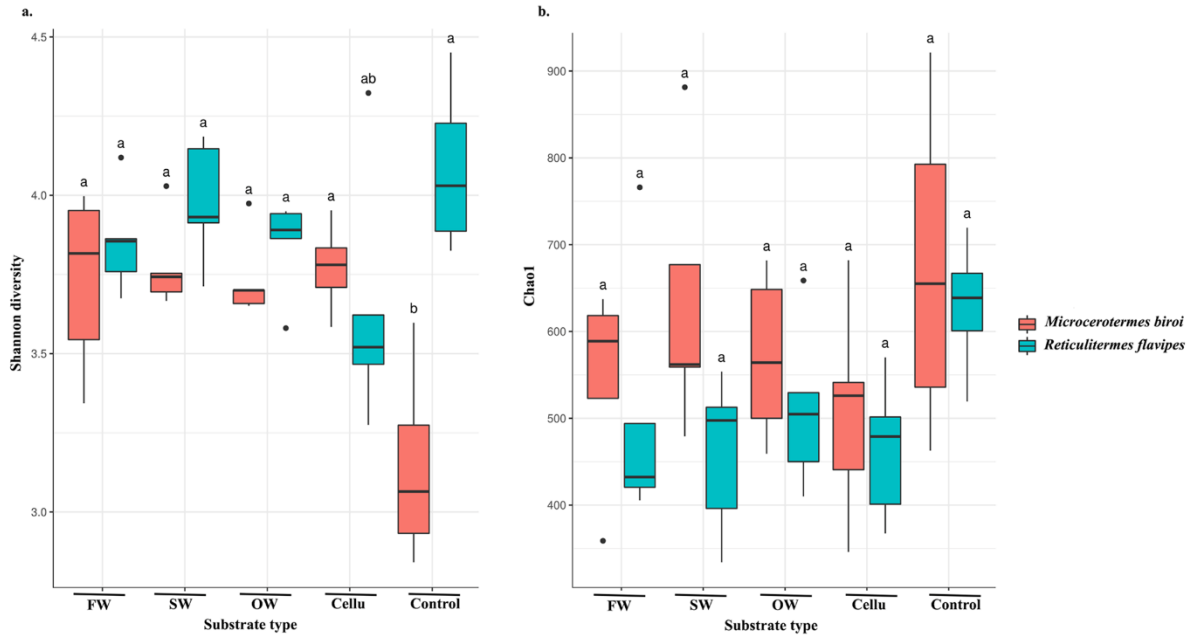 a.
Shannon diversity
4.5
4.0
3.5
3.0
a
a
a
a
a
a
a
ab
b
a
FW
SW
OW
Cellu
Control
Substrate type
b.
Chao1
900
800
700
600
500
400
a
a
a
a
a
a
a
a
a
a
FW
SW
OW
Cellu
Control
Substrate type
Microcerotermes biroi
Reticulitermes flavipes